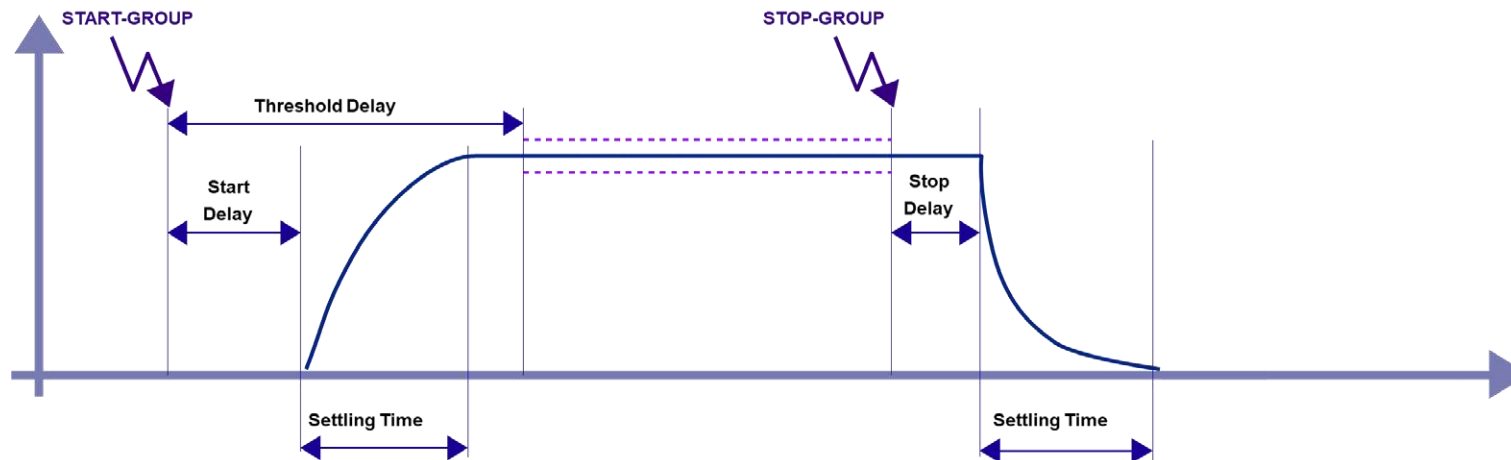 START-GROUP
STOP-GROUP
Threshold Delay
Start
Delay
Stop
Delay
Settling Time
Settling Time